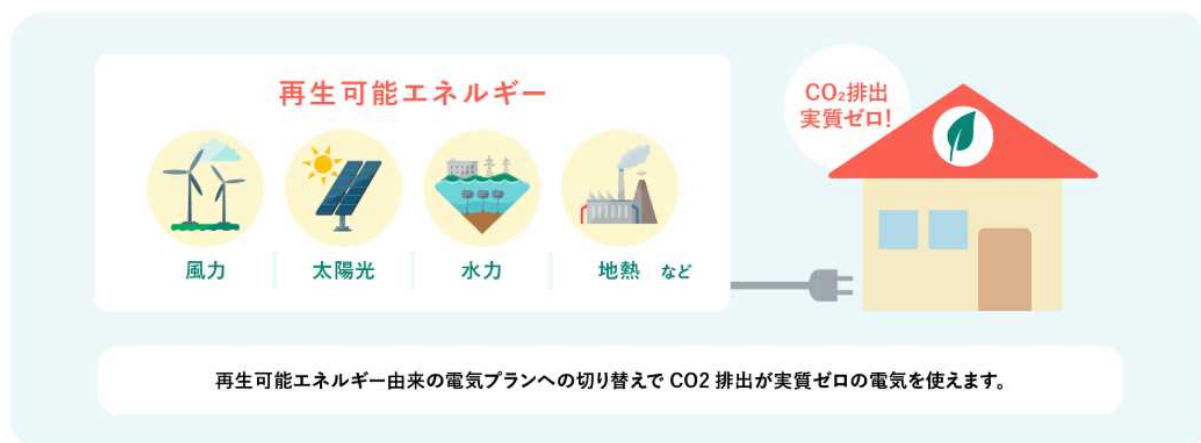 再生可能エネルギー
CO₂排出
実質ゼロ!
風力
太陽光
水力
地熱 など
再生可能エネルギー由来の電気プランへの切り替えで CO2 排出が実質ゼロの電気を使えます。